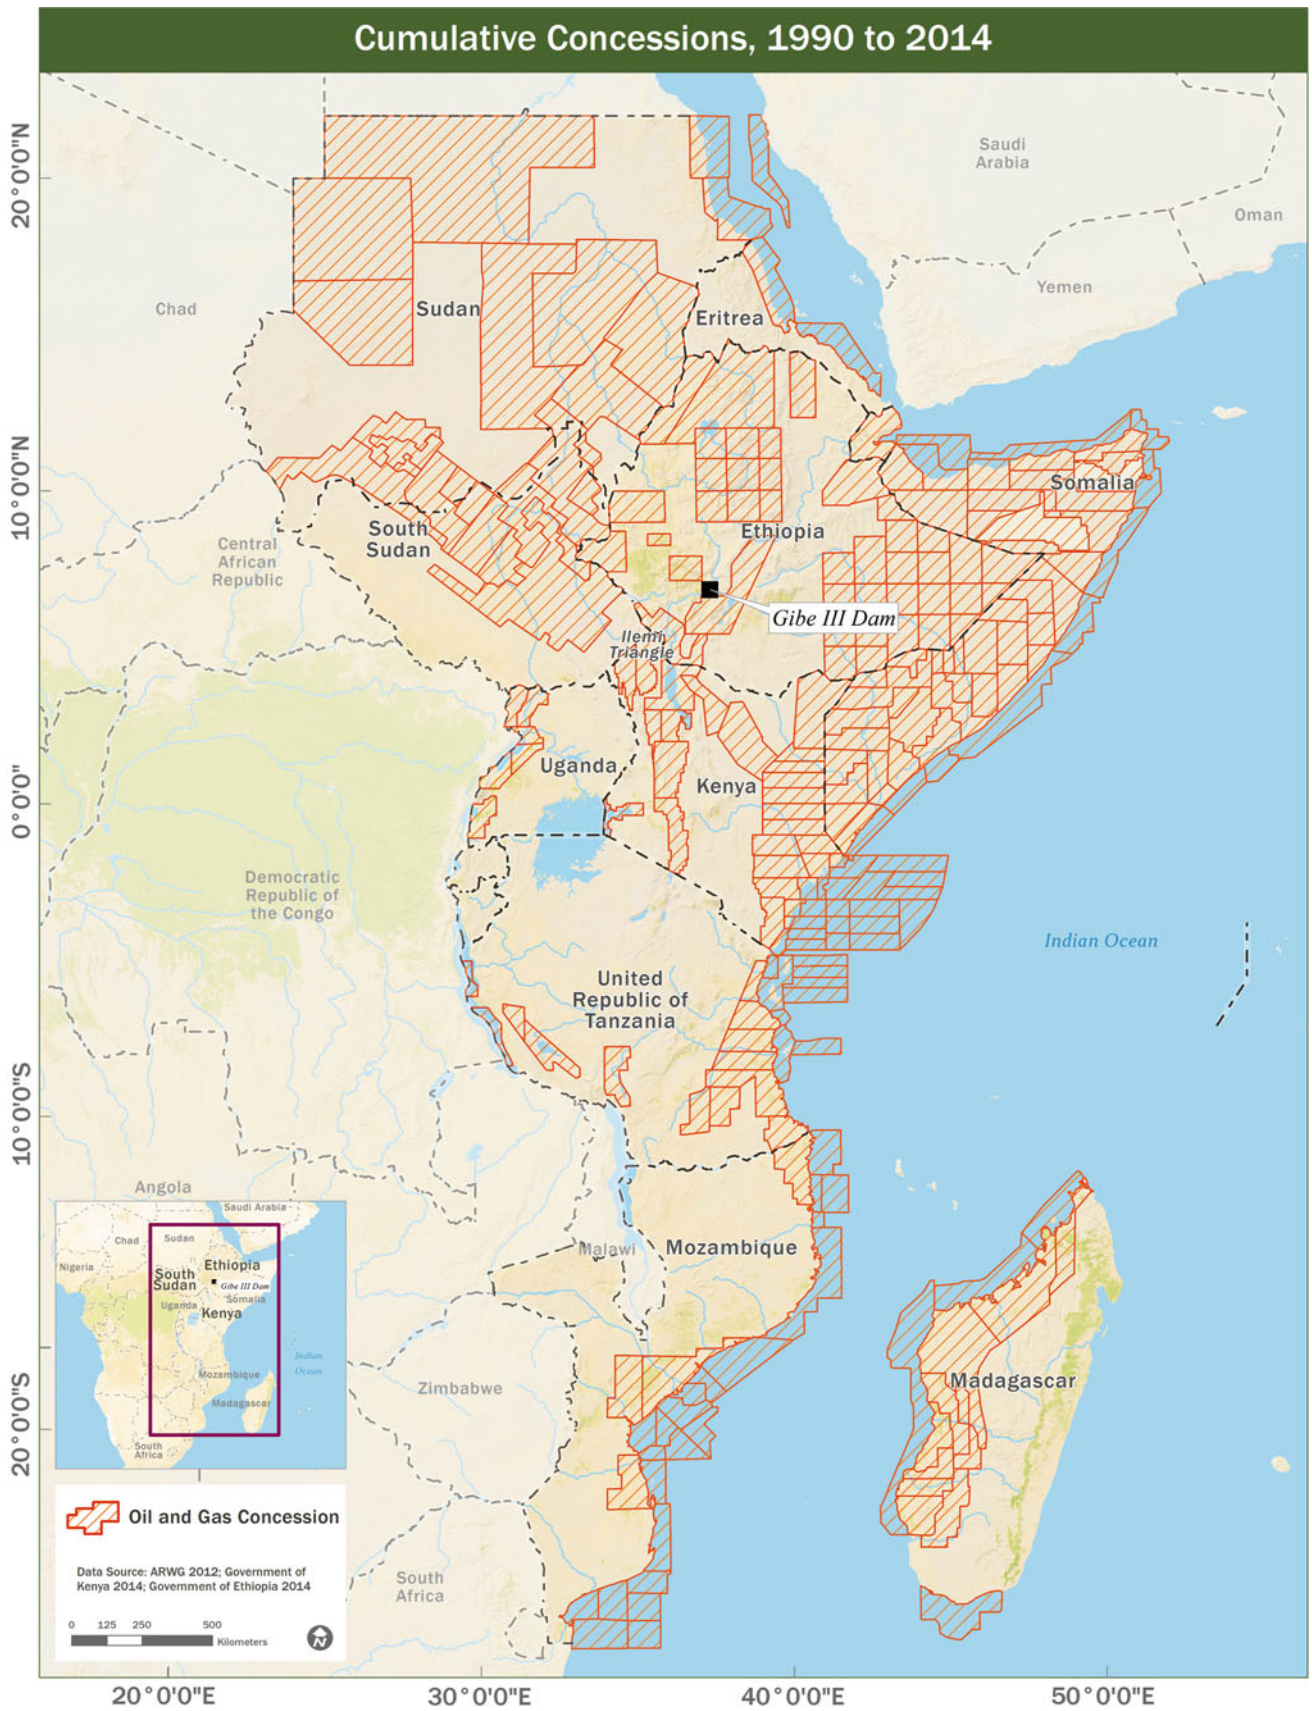 Cumulative Concessions, 1990 to 2014
20°0'0"N
10°0'0"N
0°0'0"
10°0'0"S
20°0'0"S
Saudi
Arabia
Oman
Yemen
Chad
Sudan
Eritrea
Somalia
Central
African
Republic
South
Sudan
Ethiopia
Gibe III Dam
Ilemi
Triangle
Uganda
Kenya
Democratic
Republic of
the Congo
Indian Ocean
United
Republic of
Tanzania
Angola
Malawi
Mozambique
Zimbabwe
Madagascar
South
Africa
Saudi Arabia
Chad
Sudan
Nigeria
Ethiopia
South
Sudan
Gibe III Dam
Somalia
Uganda
Kenya
Indian
Ocean
Mozambique
Madagascar
South
Africa
Oil and Gas Concession
Data Source: ARWG 2012; Government of
Kenya 2014; Government of Ethiopia 2014
0 125 250 500
Kilometers
N
20°0'0"E
30°0'0"E
40°0'0"E
50°0'0"E